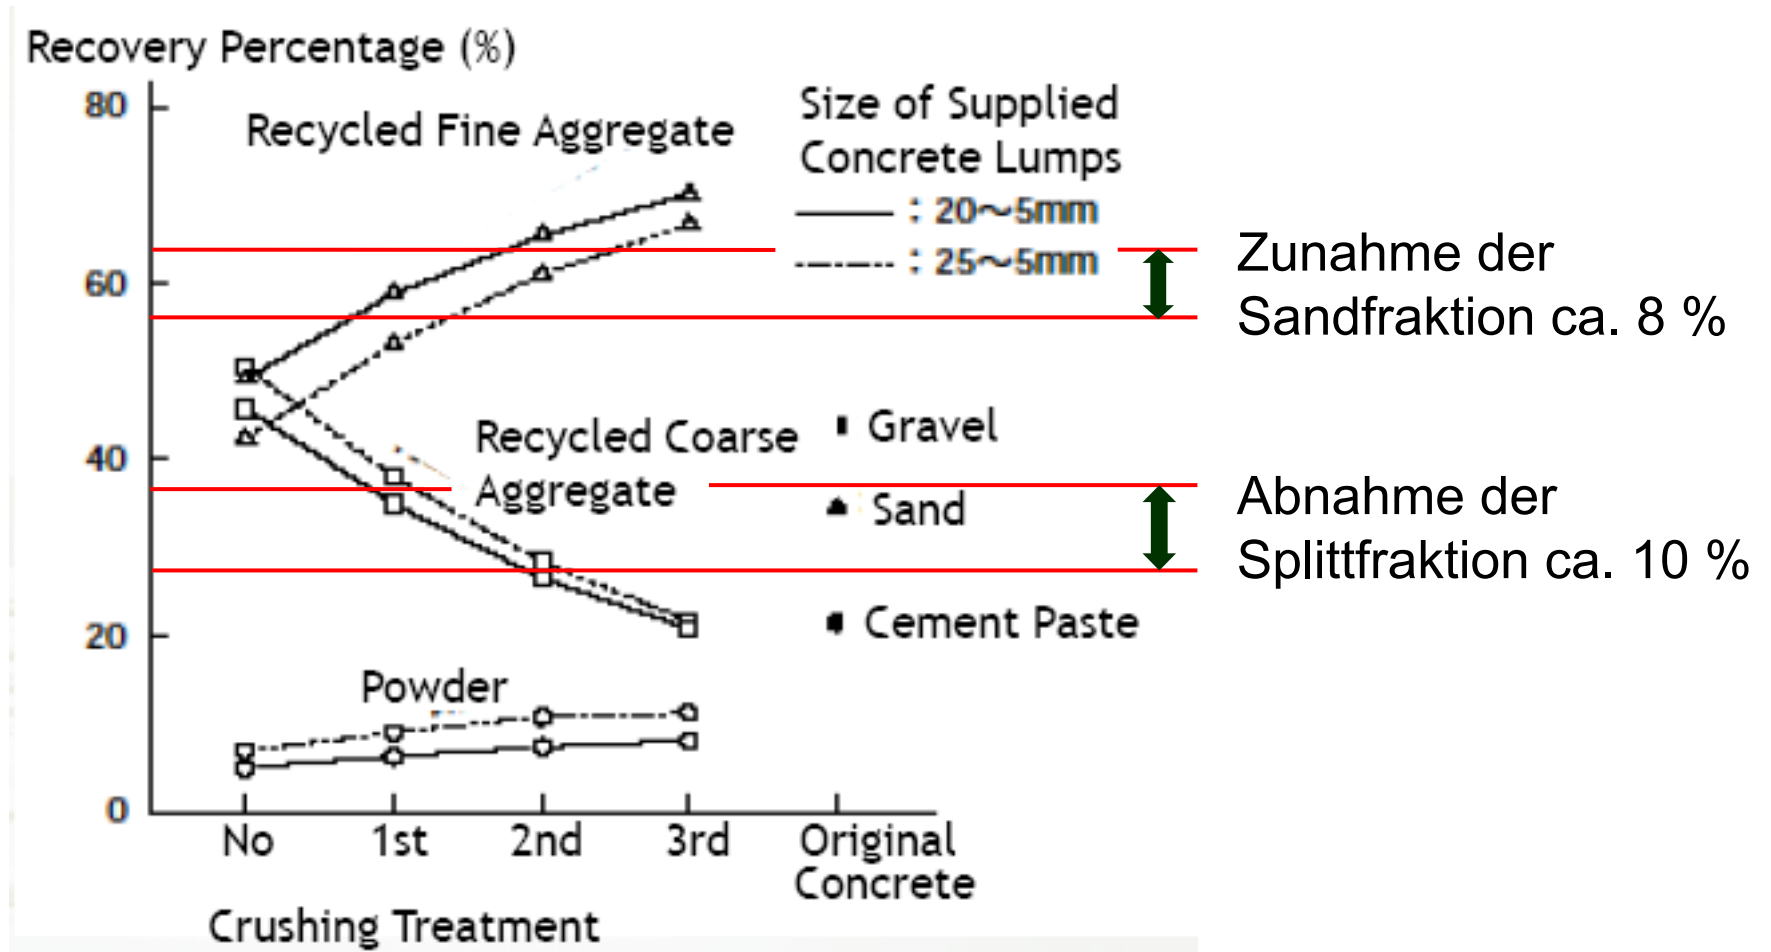 Recovery Percentage (%)
80
60
40
20
0
Recycled Fine Aggregate
Size of Supplied
Concrete Lumps
: 20~5mm
: 25~5mm
Zunahme der
Sandfraktion ca. 8 %
Recycled Coarse
Aggregate
Gravel
Sand
Cement Paste
Abnahme der
Splittfraktion ca. 10 %
Powder
No
1st
2nd
3rd
Original
Concrete
Crushing Treatment